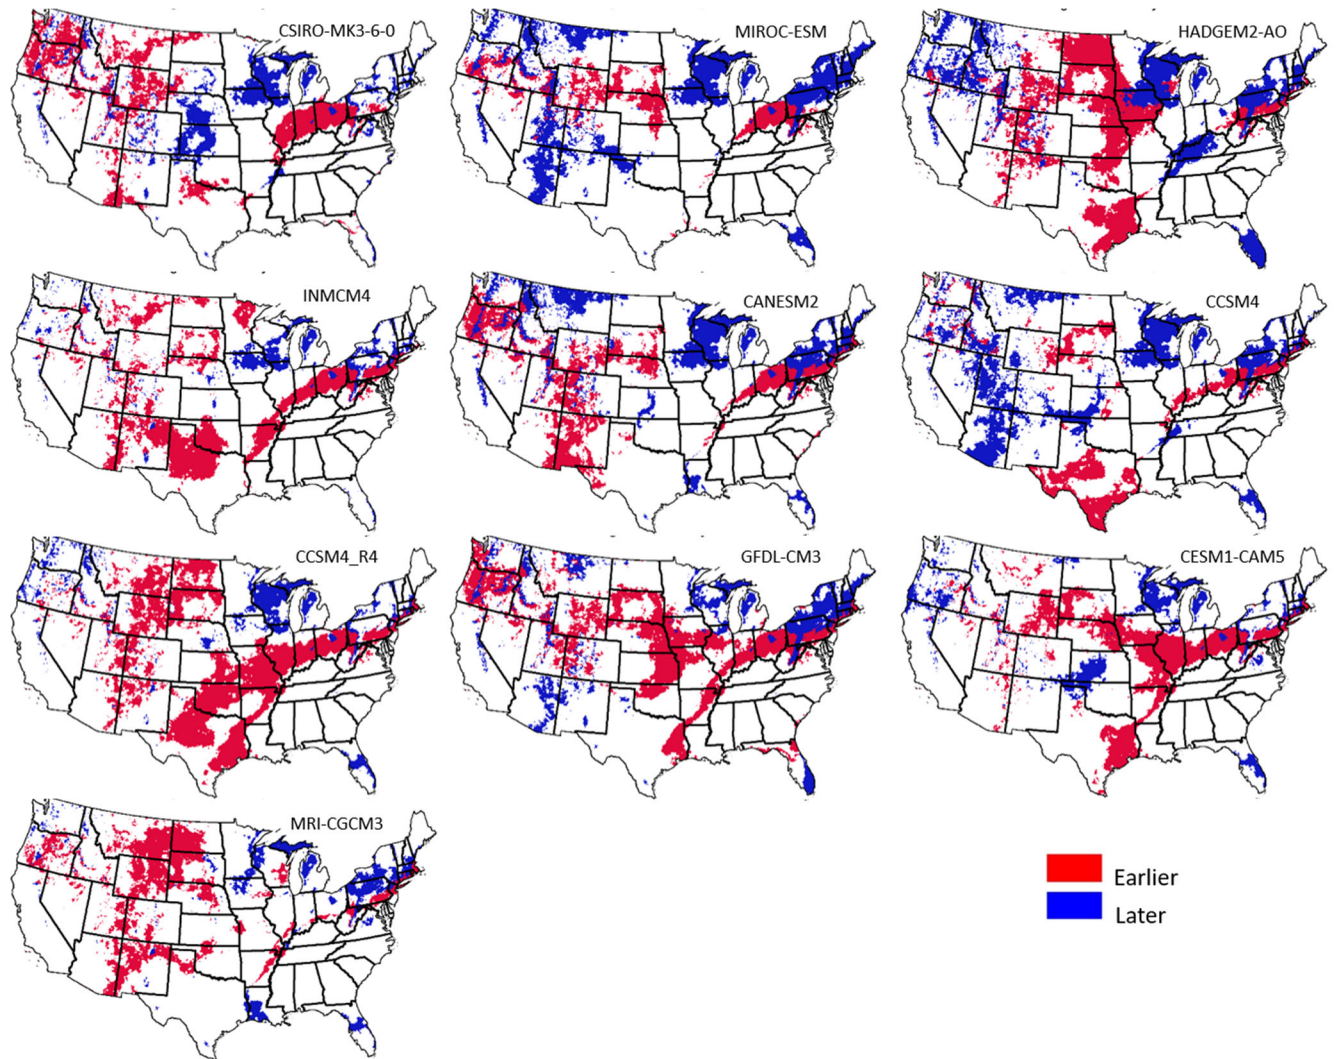 CSIRO-MK3-6-0
MIROC-ESM
HADGEM2-AO
INMCM4
CANESM2
CCSM4
CCSM4_R4
GFDL-CM3
CESM1-CAM5
MRI-CGCM3
Earlier
Later